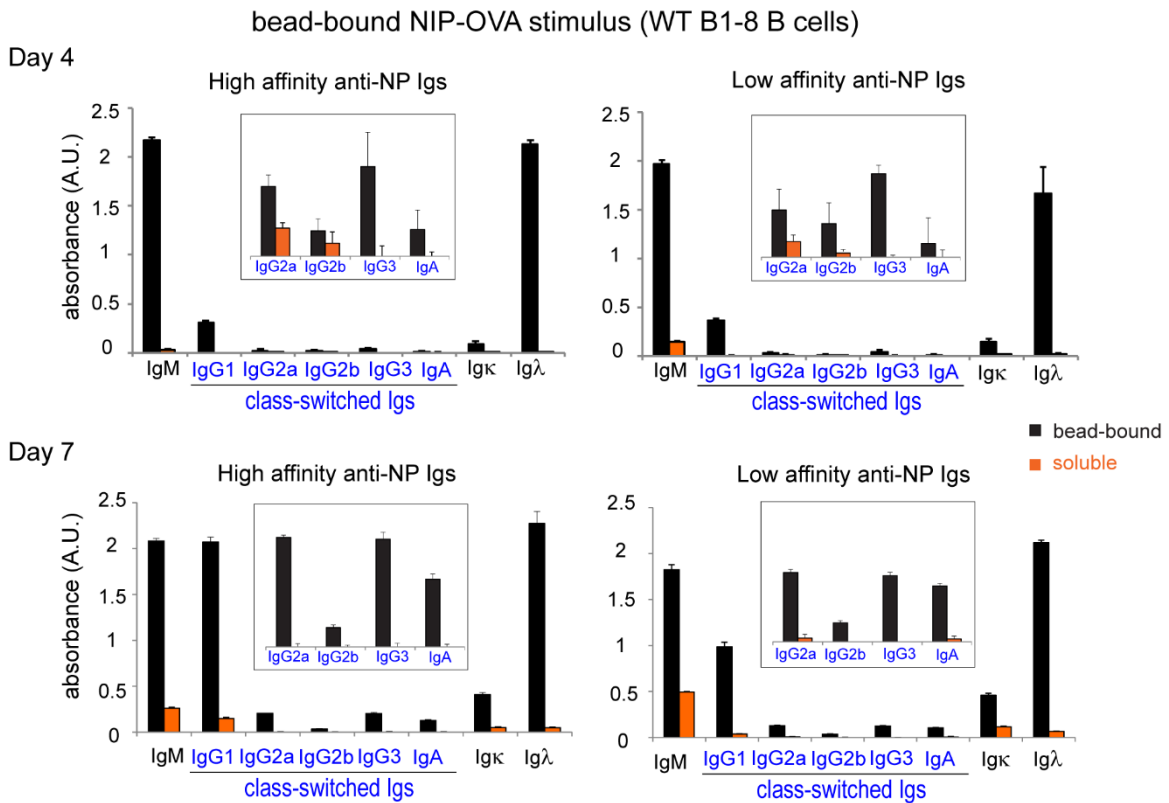 bead-bound NIP-OVA stimulus (WT B1-8 B cells)
Day 4
High affinity anti-NP Igs
absorbance (A.U.)
2.5
2
1.5
1
0.5
0
IgG2a IgG2b IgG3 IgA
IgM IgG1 IgG2a IgG2b IgG3 IgA Igκ Igλ
class-switched Igs
Low affinity anti-NP Igs
2.5
2
1.5
1
0.5
0
IgG2a IgG2b IgG3 IgA
IgM IgG1 IgG2a IgG2b IgG3 IgA Igκ Igλ
class-switched Igs
bead-bound
soluble
Day 7
High affinity anti-NP Igs
absorbance (A.U.)
2.5
2
1.5
1
0.5
0
IgG2a IgG2b IgG3 IgA
IgM IgG1 IgG2a IgG2b IgG3 IgA Igκ Igλ
class-switched Igs
Low affinity anti-NP Igs
2.5
2
1.5
1
0.5
0
IgG2a IgG2b IgG3 IgA
IgM IgG1 IgG2a IgG2b IgG3 IgA Igκ Igλ
class-switched Igs